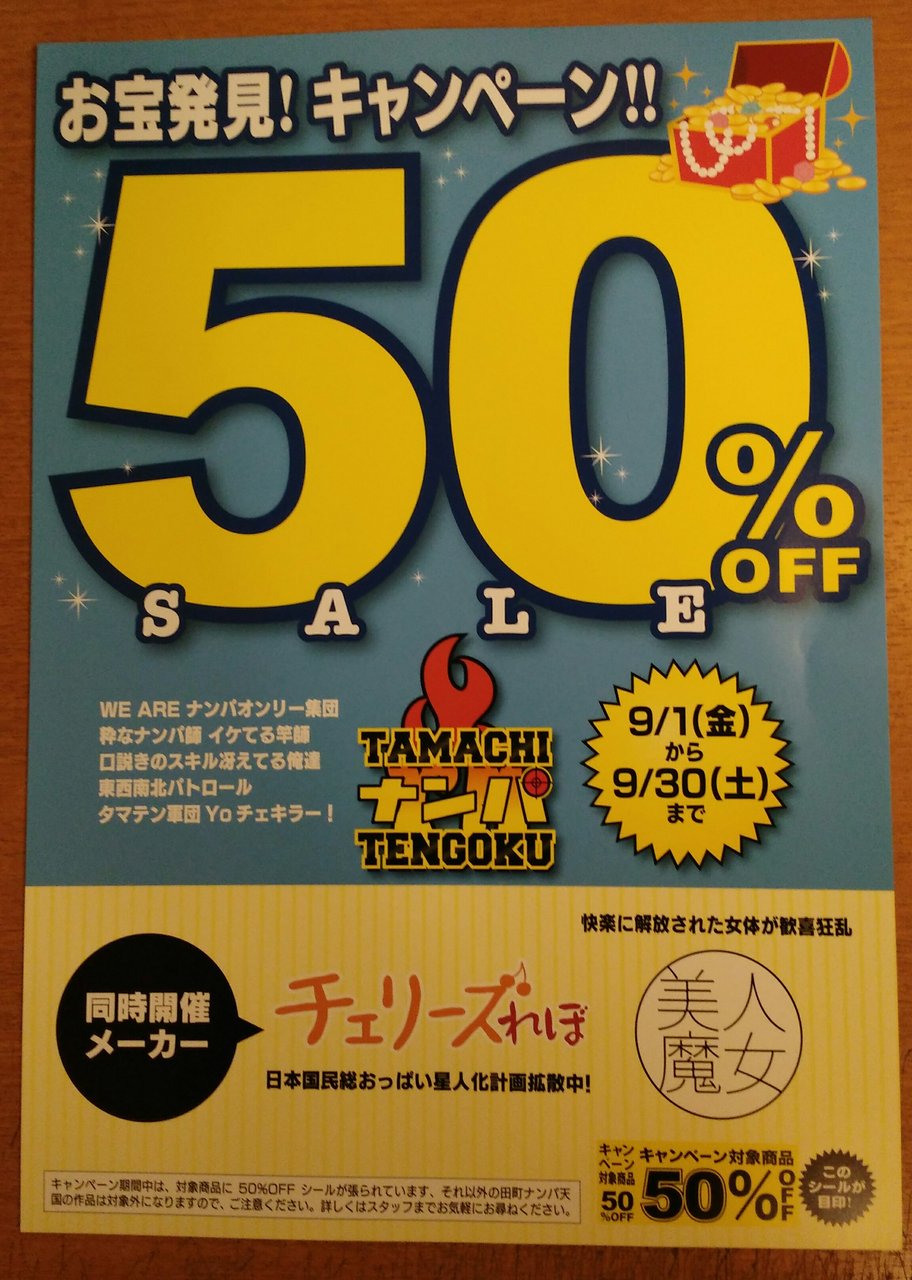 お宝発見! キャンペーン!!
50%
OFF
SALE
WE ARE ナンパオンリー集団
粋なナンパ師 イケてる竿師
口説きのスキル冴えてる俺達
東西南北パトロール
タマテン軍団 Yo チェキラー！
TAMACHI
ナンパ
TENGOKU
9/1(金)
から
9/30(土)
まで
快楽に解放された女体が歓喜狂乱
同時開催
メーカー
チェリーズれぼ
日本国民総おっぱい星人化計画拡散中!
美人
魔女
キャンペーン期間中は、対象商品に 50%OFF シールが張られています、それ以外の田町ナンパ天
国の作品は対象外になりますので、ご注意ください。詳しくはスタッフまでお気軽にお尋ねください。
キャン
ペーン
対象商品
50
%OFF
キャンペーン対象商品
50%OFF
この
シールが
目印!